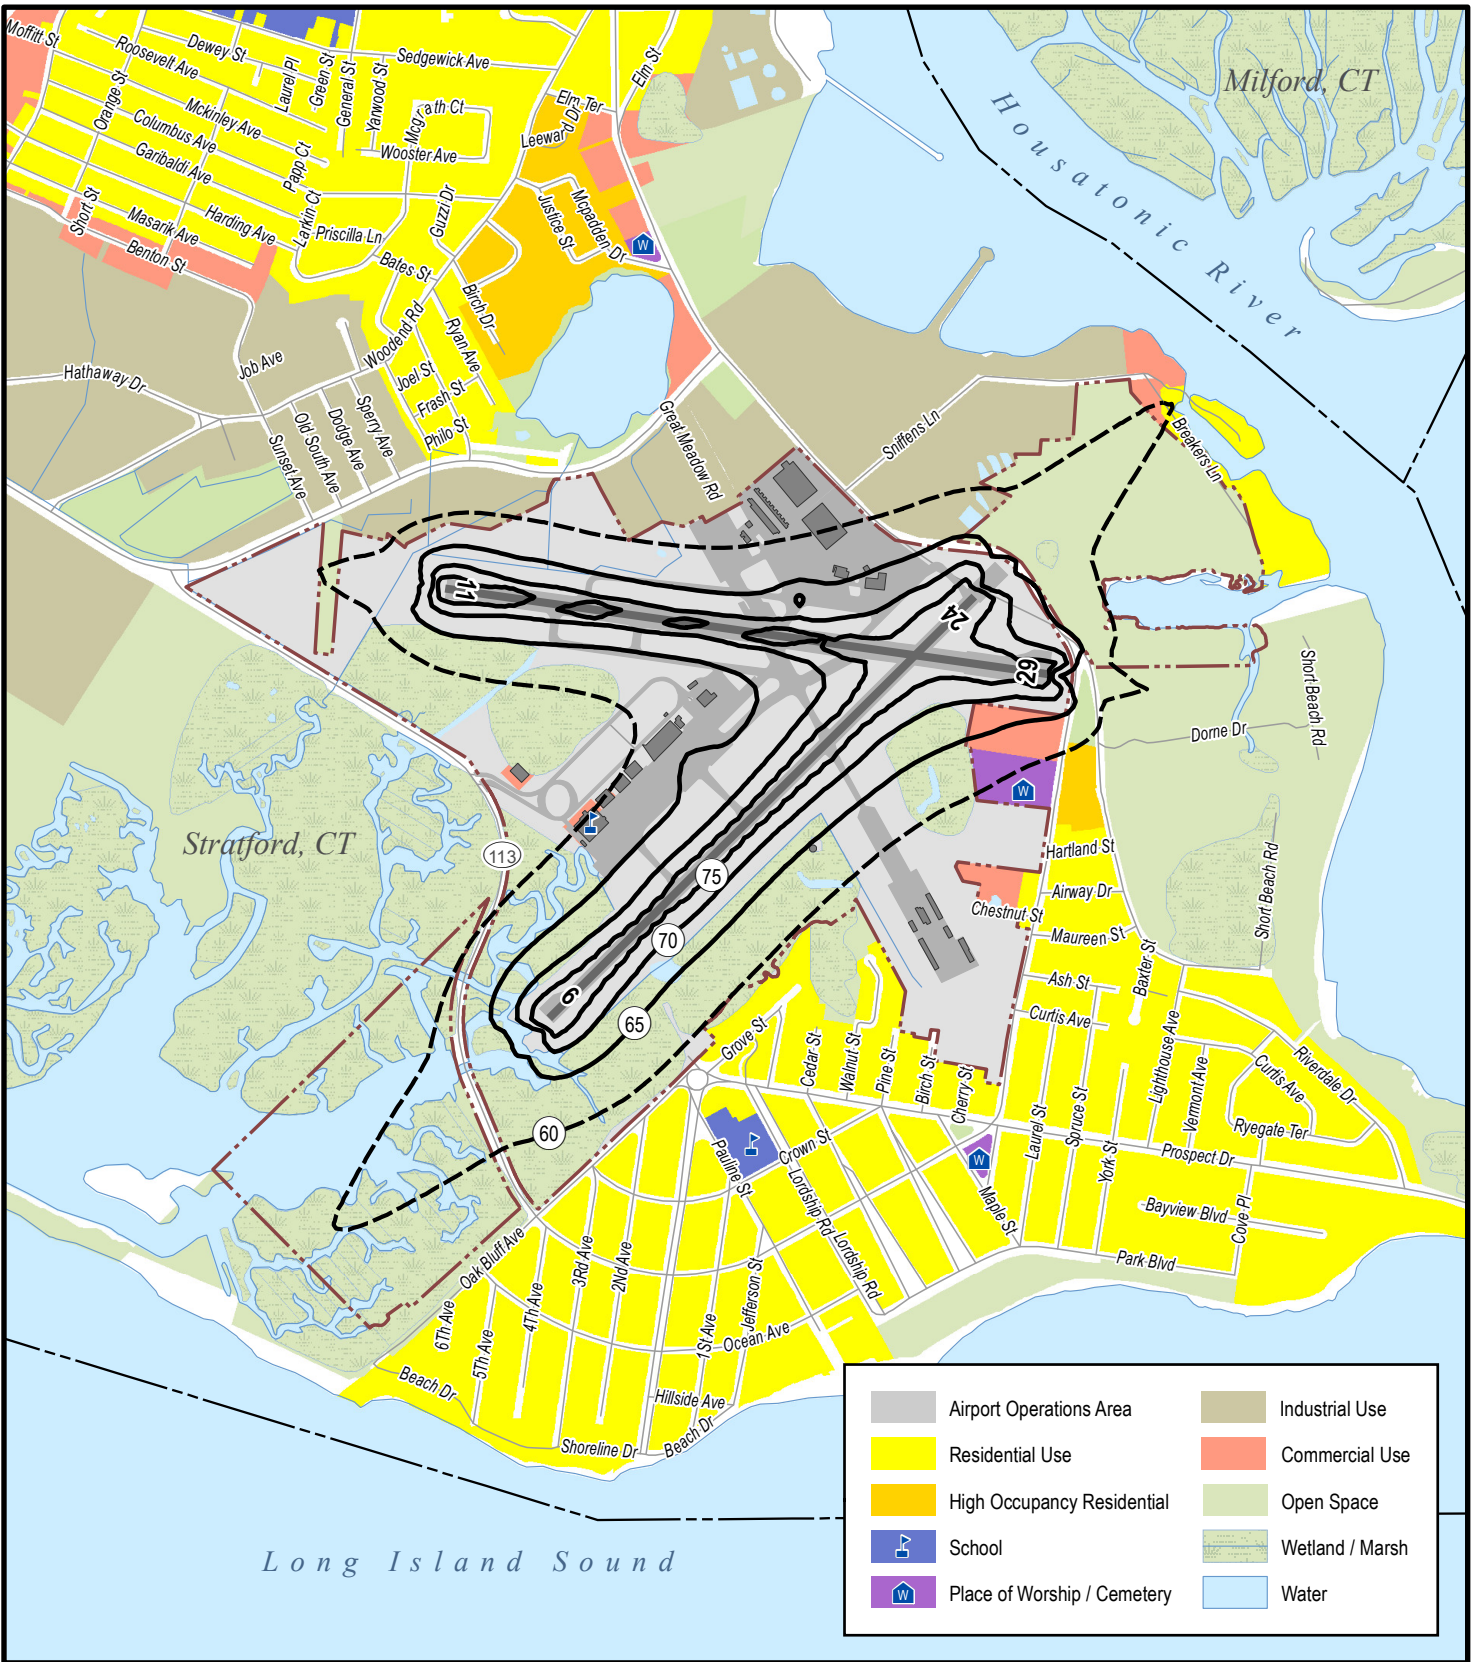 Moffitt St
Roosevelt Ave
Dewey St
Sedgewick Ave
Elm St
Laurel Pl
Green St
General St
Yarwood St
Orange St
Mckinley Ave
Columbus Ave
Garibaldi Ave
Papp Ct
Mcgrath Ct
Wooster Ave
Elm Ter
Leeward Dr
Milford, CT
Housatonic River
Short St
Masarik Ave
Benton St
Harding Ave
Larkin Ct
Priscilla Ln
Guzzi Dr
Bates St
Justice St
Mcpadden Dr
W
Birch Dr
Ryan Ave
Woodend Rd
Joel St
Frash St
Philo St
Hathaway Dr
Job Ave
Sperry Ave
Dodge Ave
Old South Ave
Sunset Ave
Great Meadow Rd
Sniffens Ln
Breakers Ln
11
24
29
Short Beach Rd
Dorne Dr
W
Stratford, CT
113
75
70
65
60
6
Hartland St
Airway Dr
Chestnut St
Maureen St
Short Beach Rd
Ash St
Baxter St
Curtis Ave
Lighthouse Ave
Grove St
Cedar St
Walnut St
Pine St
Birch St
Cherry St
Laurel St
Spruce St
York St
Vermont Ave
Curtis Ave
Riverdale Dr
Ryegate Ter
Prospect Dr
Pauline St
Crown St
Lordship Rd
Lordship Rd
W
Maple St
Bayview Blvd
Cove Pl
Park Blvd
Oak Bluff Ave
6Th Ave
5Th Ave
4Th Ave
3Rd Ave
2Nd Ave
1St Ave
Jefferson St
Ocean Ave
Beach Dr
Hillside Ave
Shoreline Dr
Beach Dr
Long Island Sound
Airport Operations Area
Residential Use
High Occupancy Residential
School
W Place of Worship / Cemetery
Industrial Use
Commercial Use
Open Space
Wetland / Marsh
Water